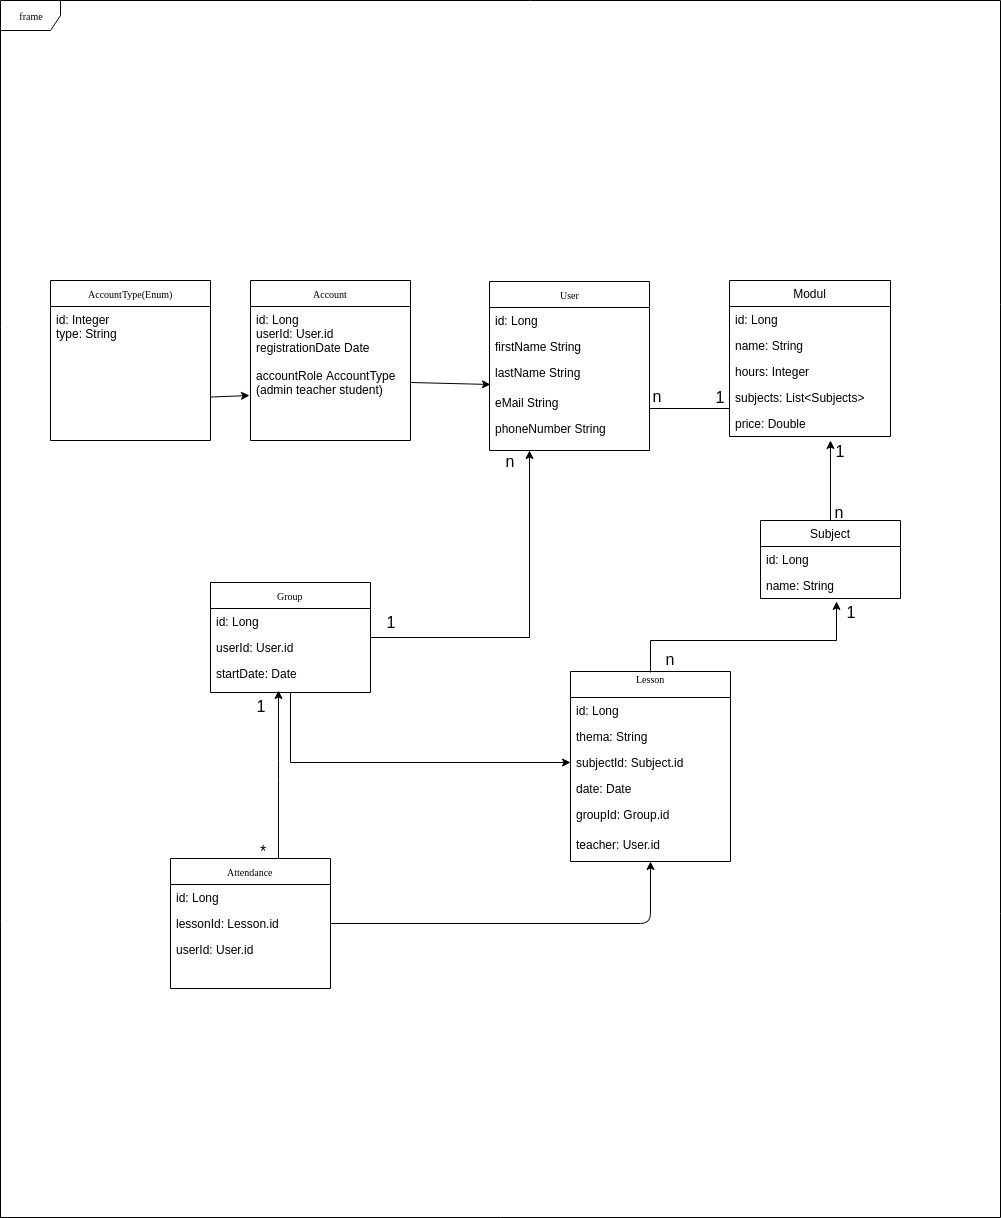 frame
AccountType(Enum)
id: Integer
type: String
Account
id: Long
userId: User.id
registrationDate Date
accountRole AccountType
(admin teacher student)
User
id: Long
firstName String
lastName String
eMail String
phoneNumber String
n
1
Modul
id: Long
name: String
hours: Integer
subjects: List<Subjects>
price: Double
1
n
n
Subject
id: Long
name: String
1
Group
id: Long
userId: User.id
startDate: Date
1
1
n
Lesson
id: Long
thema: String
subjectId: Subject.id
date: Date
groupId: Group.id
teacher: User.id
*
Attendance
id: Long
lessonId: Lesson.id
userId: User.id